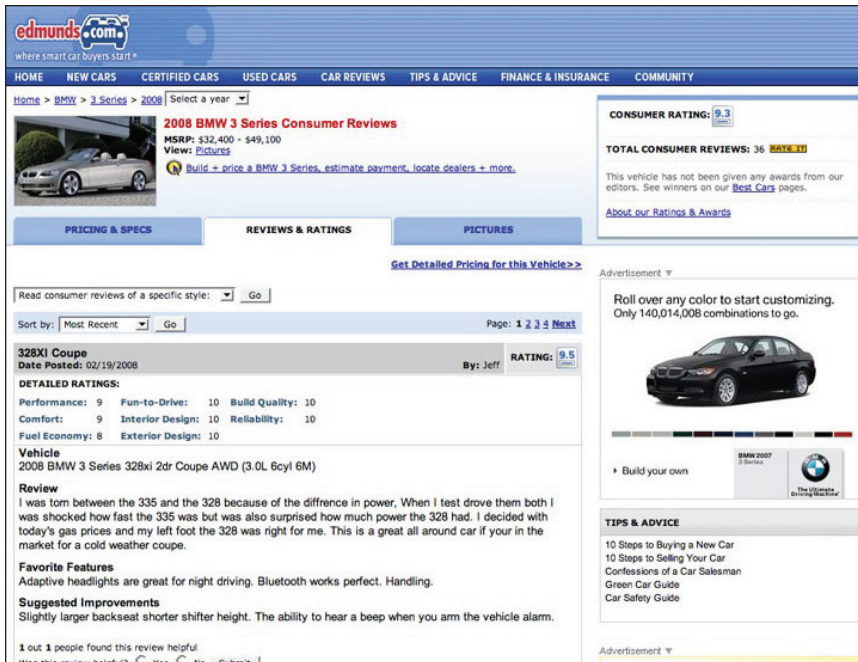 edmunds.com
where smart car buyers start
HOME NEW CARS CERTIFIED CARS USED CARS CAR REVIEWS TIPS & ADVICE FINANCE & INSURANCE COMMUNITY
Home > BMW > 3 Series > 2008 Select a year
2008 BMW 3 Series Consumer Reviews
MSRP: $32,400 - $49,100
View: Pictures
Build + price a BMW 3 Series, estimate payment, locate dealers + more.
CONSUMER RATING: 9.3
TOTAL CONSUMER REVIEWS: 36 RATE IT
This vehicle has not been given any awards from our
editors. See winners on our Best Cars pages.
About our Ratings & Awards
PRICING & SPECS REVIEWS & RATINGS PICTURES
Get Detailed Pricing for this Vehicle>>
Read consumer reviews of a specific style: Go
Sort by: Most Recent Go Page: 1 2 3 4 Next
328XI Coupe
Date Posted: 02/19/2008 By: Jeff RATING: 9.5
DETAILED RATINGS:
Performance: 9 Fun-to-Drive: 10 Build Quality: 10
Comfort: 9 Interior Design: 10 Reliability: 10
Fuel Economy: 8 Exterior Design: 10
Vehicle
2008 BMW 3 Series 328xi 2dr Coupe AWD (3.0L 6cyl 6M)
Review
I was torn between the 335 and the 328 because of the diffrence in power, When I test drove them both I
was shocked how fast the 335 was but was also surprised how much power the 328 had. I decided with
today's gas prices and my left foot the 328 was right for me. This is a great all around car if your in the
market for a cold weather coupe.
Favorite Features
Adaptive headlights are great for night driving. Bluetooth works perfect. Handling.
Suggested Improvements
Slightly larger backseat shorter shifter height. The ability to hear a beep when you arm the vehicle alarm.
1 out 1 people found this review helpful
Was this review helpful? Yes No Submit
Advertisement
Roll over any color to start customizing.
Only 140,014,008 combinations to go.
Build your own
BMW 2007
3 Series
The Ultimate
Driving Machine
TIPS & ADVICE
10 Steps to Buying a New Car
10 Steps to Selling Your Car
Confessions of a Car Salesman
Green Car Guide
Car Safety Guide
Advertisement